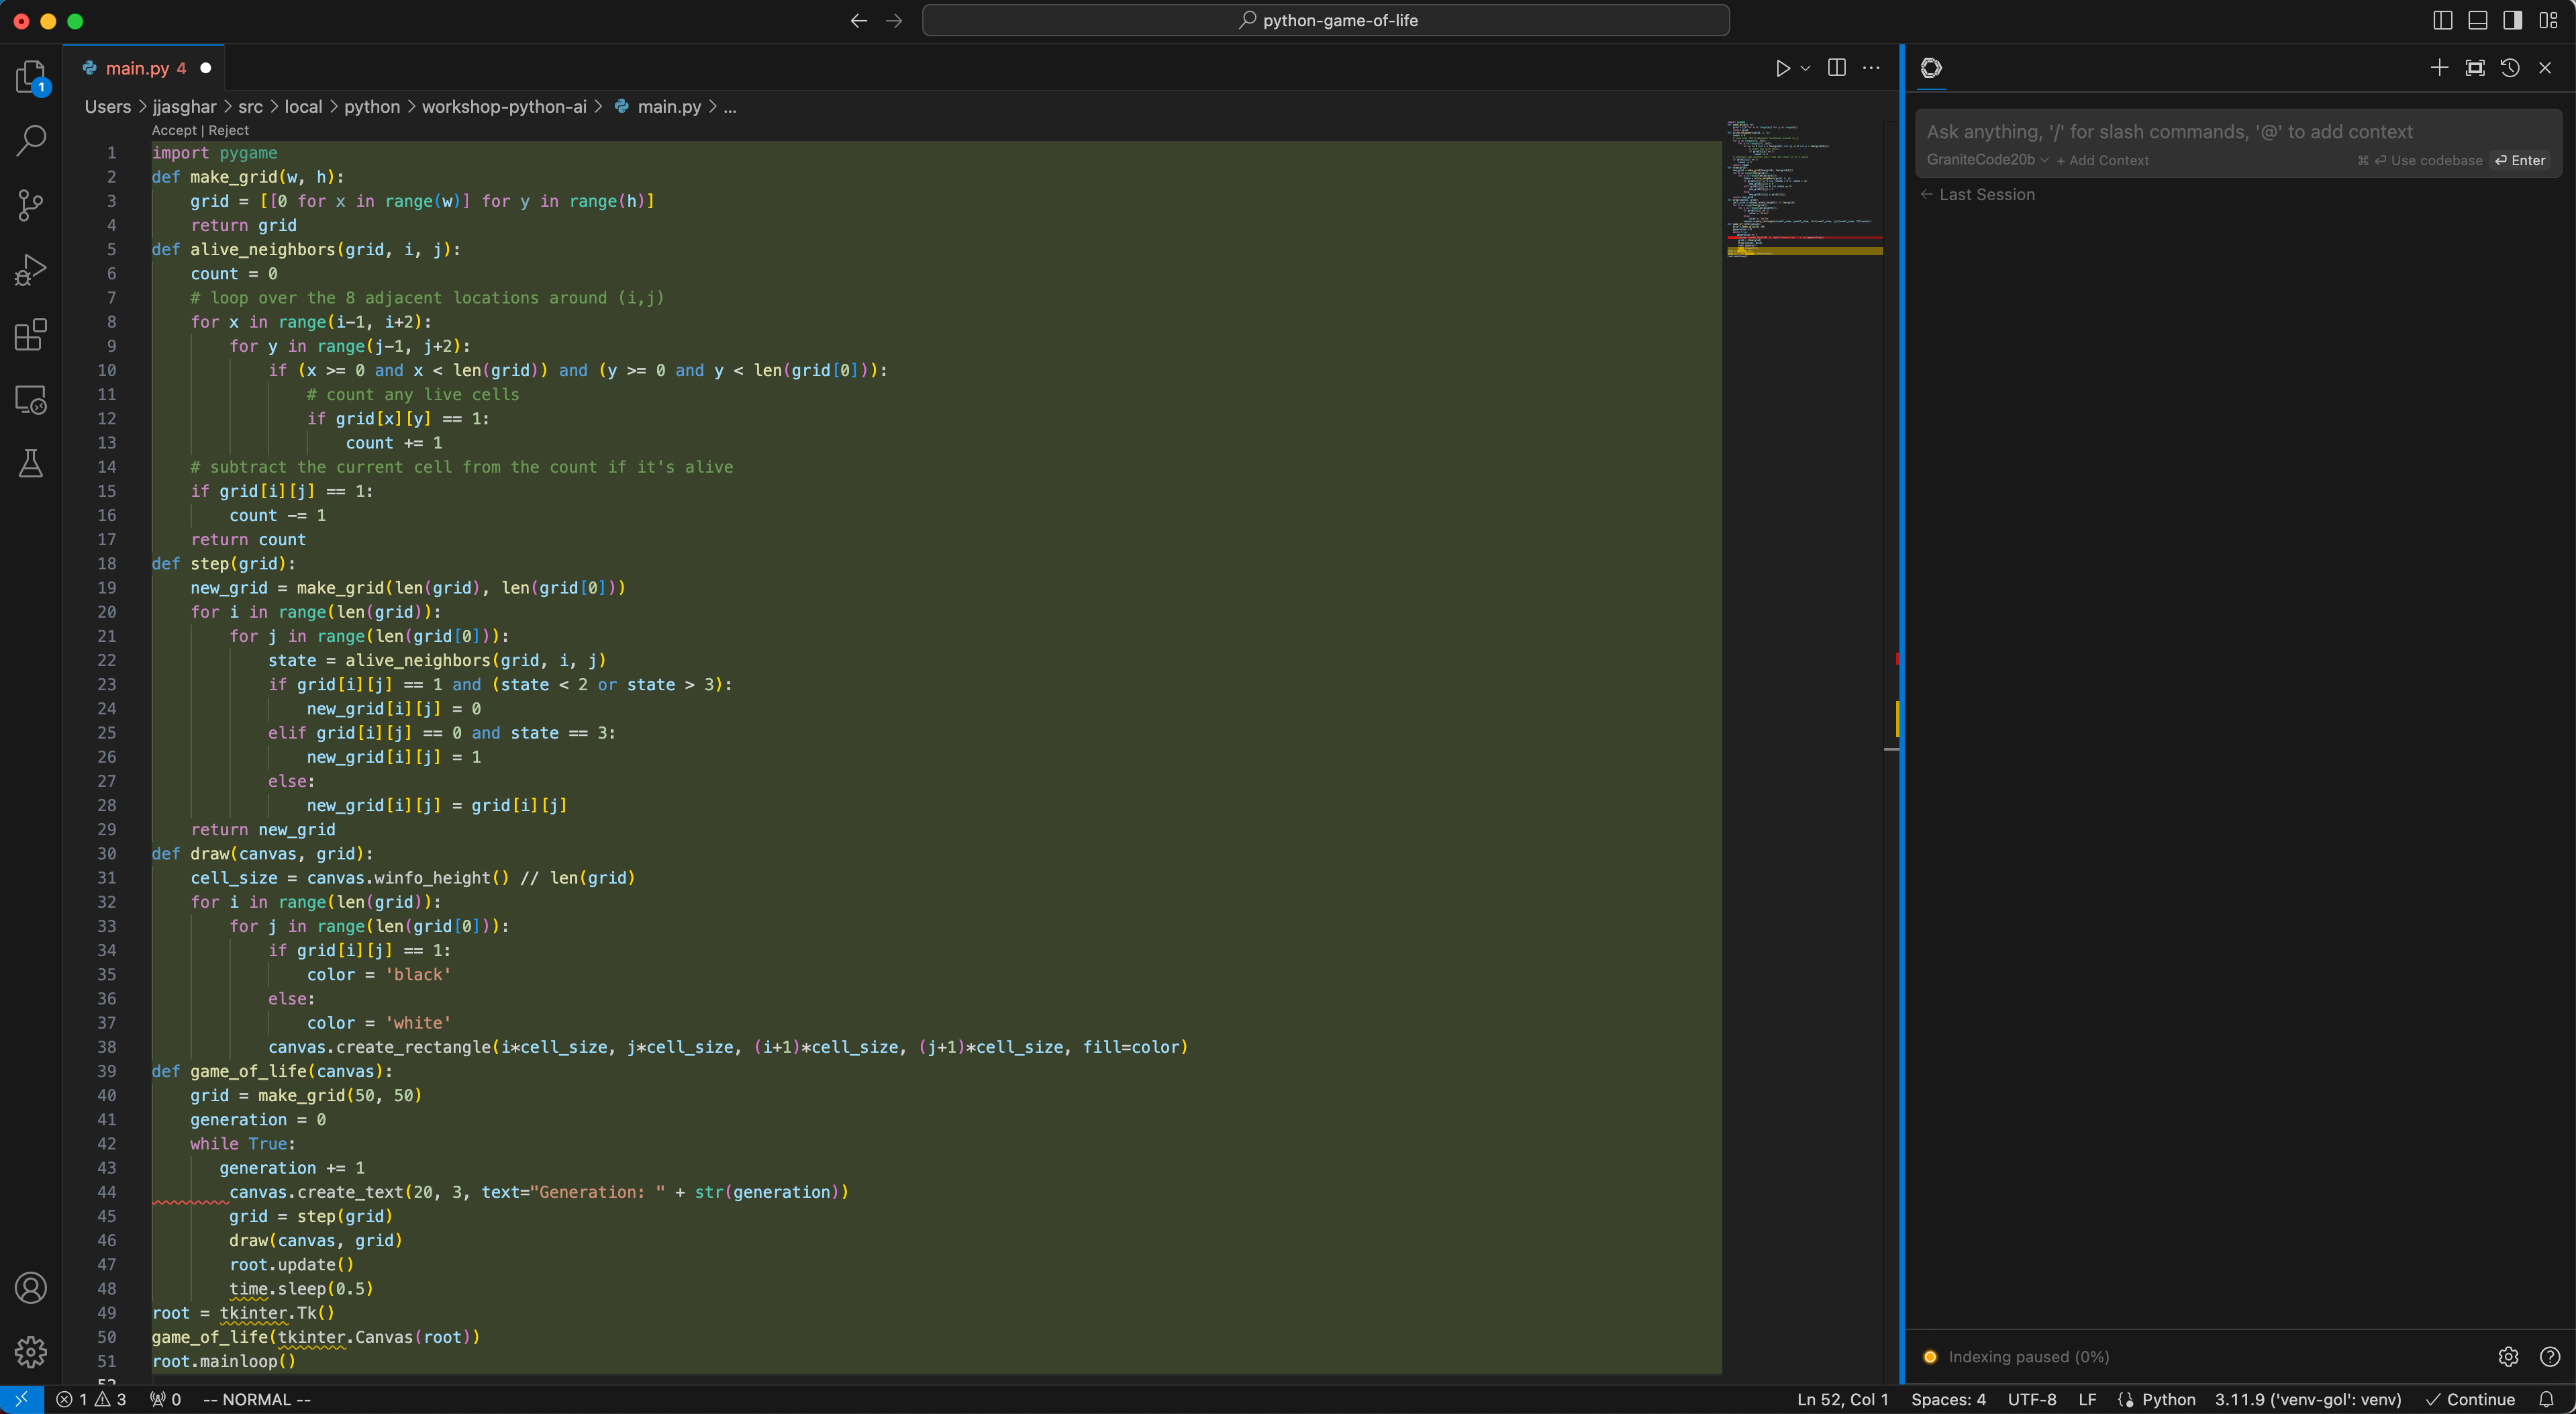 python-game-of-life
1
main.py 4
Users > jjasghar > src > local > python > workshop-python-ai > main.py > ...
Accept | Reject
1 import pygame
2 def make_grid(w, h):
3     grid = [[0 for x in range(w)] for y in range(h)]
4     return grid
5 def alive_neighbors(grid, i, j):
6     count = 0
7     # loop over the 8 adjacent locations around (i,j)
8     for x in range(i-1, i+2):
9         for y in range(j-1, j+2):
10             if (x >= 0 and x < len(grid)) and (y >= 0 and y < len(grid[0])):
11                 # count any live cells
12                 if grid[x][y] == 1:
13                     count += 1
14     # subtract the current cell from the count if it's alive
15     if grid[i][j] == 1:
16         count -= 1
17     return count
18 def step(grid):
19     new_grid = make_grid(len(grid), len(grid[0]))
20     for i in range(len(grid)):
21         for j in range(len(grid[0])):
22             state = alive_neighbors(grid, i, j)
23             if grid[i][j] == 1 and (state < 2 or state > 3):
24                 new_grid[i][j] = 0
25             elif grid[i][j] == 0 and state == 3:
26                 new_grid[i][j] = 1
27             else:
28                 new_grid[i][j] = grid[i][j]
29     return new_grid
30 def draw(canvas, grid):
31     cell_size = canvas.winfo_height() // len(grid)
32     for i in range(len(grid)):
33         for j in range(len(grid[0])):
34             if grid[i][j] == 1:
35                 color = 'black'
36             else:
37                 color = 'white'
38             canvas.create_rectangle(i*cell_size, j*cell_size, (i+1)*cell_size, (j+1)*cell_size, fill=color)
39 def game_of_life(canvas):
40     grid = make_grid(50, 50)
41     generation = 0
42     while True:
43        generation += 1
44         canvas.create_text(20, 3, text="Generation: " + str(generation))
45         grid = step(grid)
46         draw(canvas, grid)
47         root.update()
48         time.sleep(0.5)
49 root = tkinter.Tk()
50 game_of_life(tkinter.Canvas(root))
51 root.mainloop()
52
Ask anything, '/' for slash commands, '@' to add context
GraniteCode20b + Add Context ⌘ ⏎ Use codebase ⏎ Enter
← Last Session
Indexing paused (0%)
1 3 0 -- NORMAL -- Ln 52, Col 1 Spaces: 4 UTF-8 LF Python 3.11.9 ('venv-gol': venv) Continue